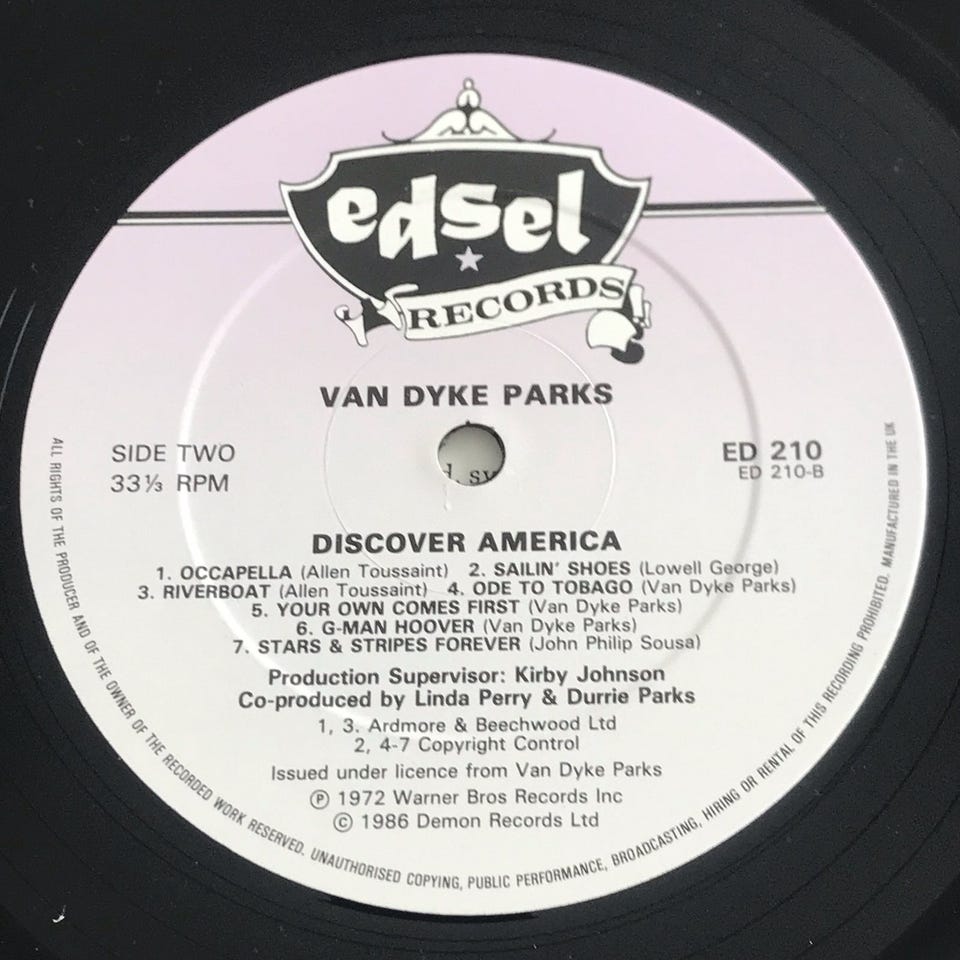 edsel
RECORDS
VAN DYKE PARKS
SIDE TWO
33⅓ RPM
ED 210
ED 210-B
DISCOVER AMERICA
1. OCCAPELLA (Allen Toussaint) 2. SAILIN' SHOES (Lowell George)
3. RIVERBOAT (Allen Toussaint) 4. ODE TO TOBAGO (Van Dyke Parks)
5. YOUR OWN COMES FIRST (Van Dyke Parks)
6. G-MAN HOOVER (Van Dyke Parks)
7. STARS & STRIPES FOREVER (John Philip Sousa)
Production Supervisor: Kirby Johnson
Co-produced by Linda Perry & Durrie Parks
1, 3. Ardmore & Beechwood Ltd
2, 4-7 Copyright Control
Issued under licence from Van Dyke Parks
Ⓟ 1972 Warner Bros Records Inc
© 1986 Demon Records Ltd
ALL RIGHTS OF THE PRODUCER AND OF THE OWNER OF THE RECORDED WORK RESERVED. UNAUTHORISED COPYING, PUBLIC PERFORMANCE, BROADCASTING, HIRING OR RENTAL OF THIS RECORDING PROHIBITED. MANUFACTURED IN THE UK